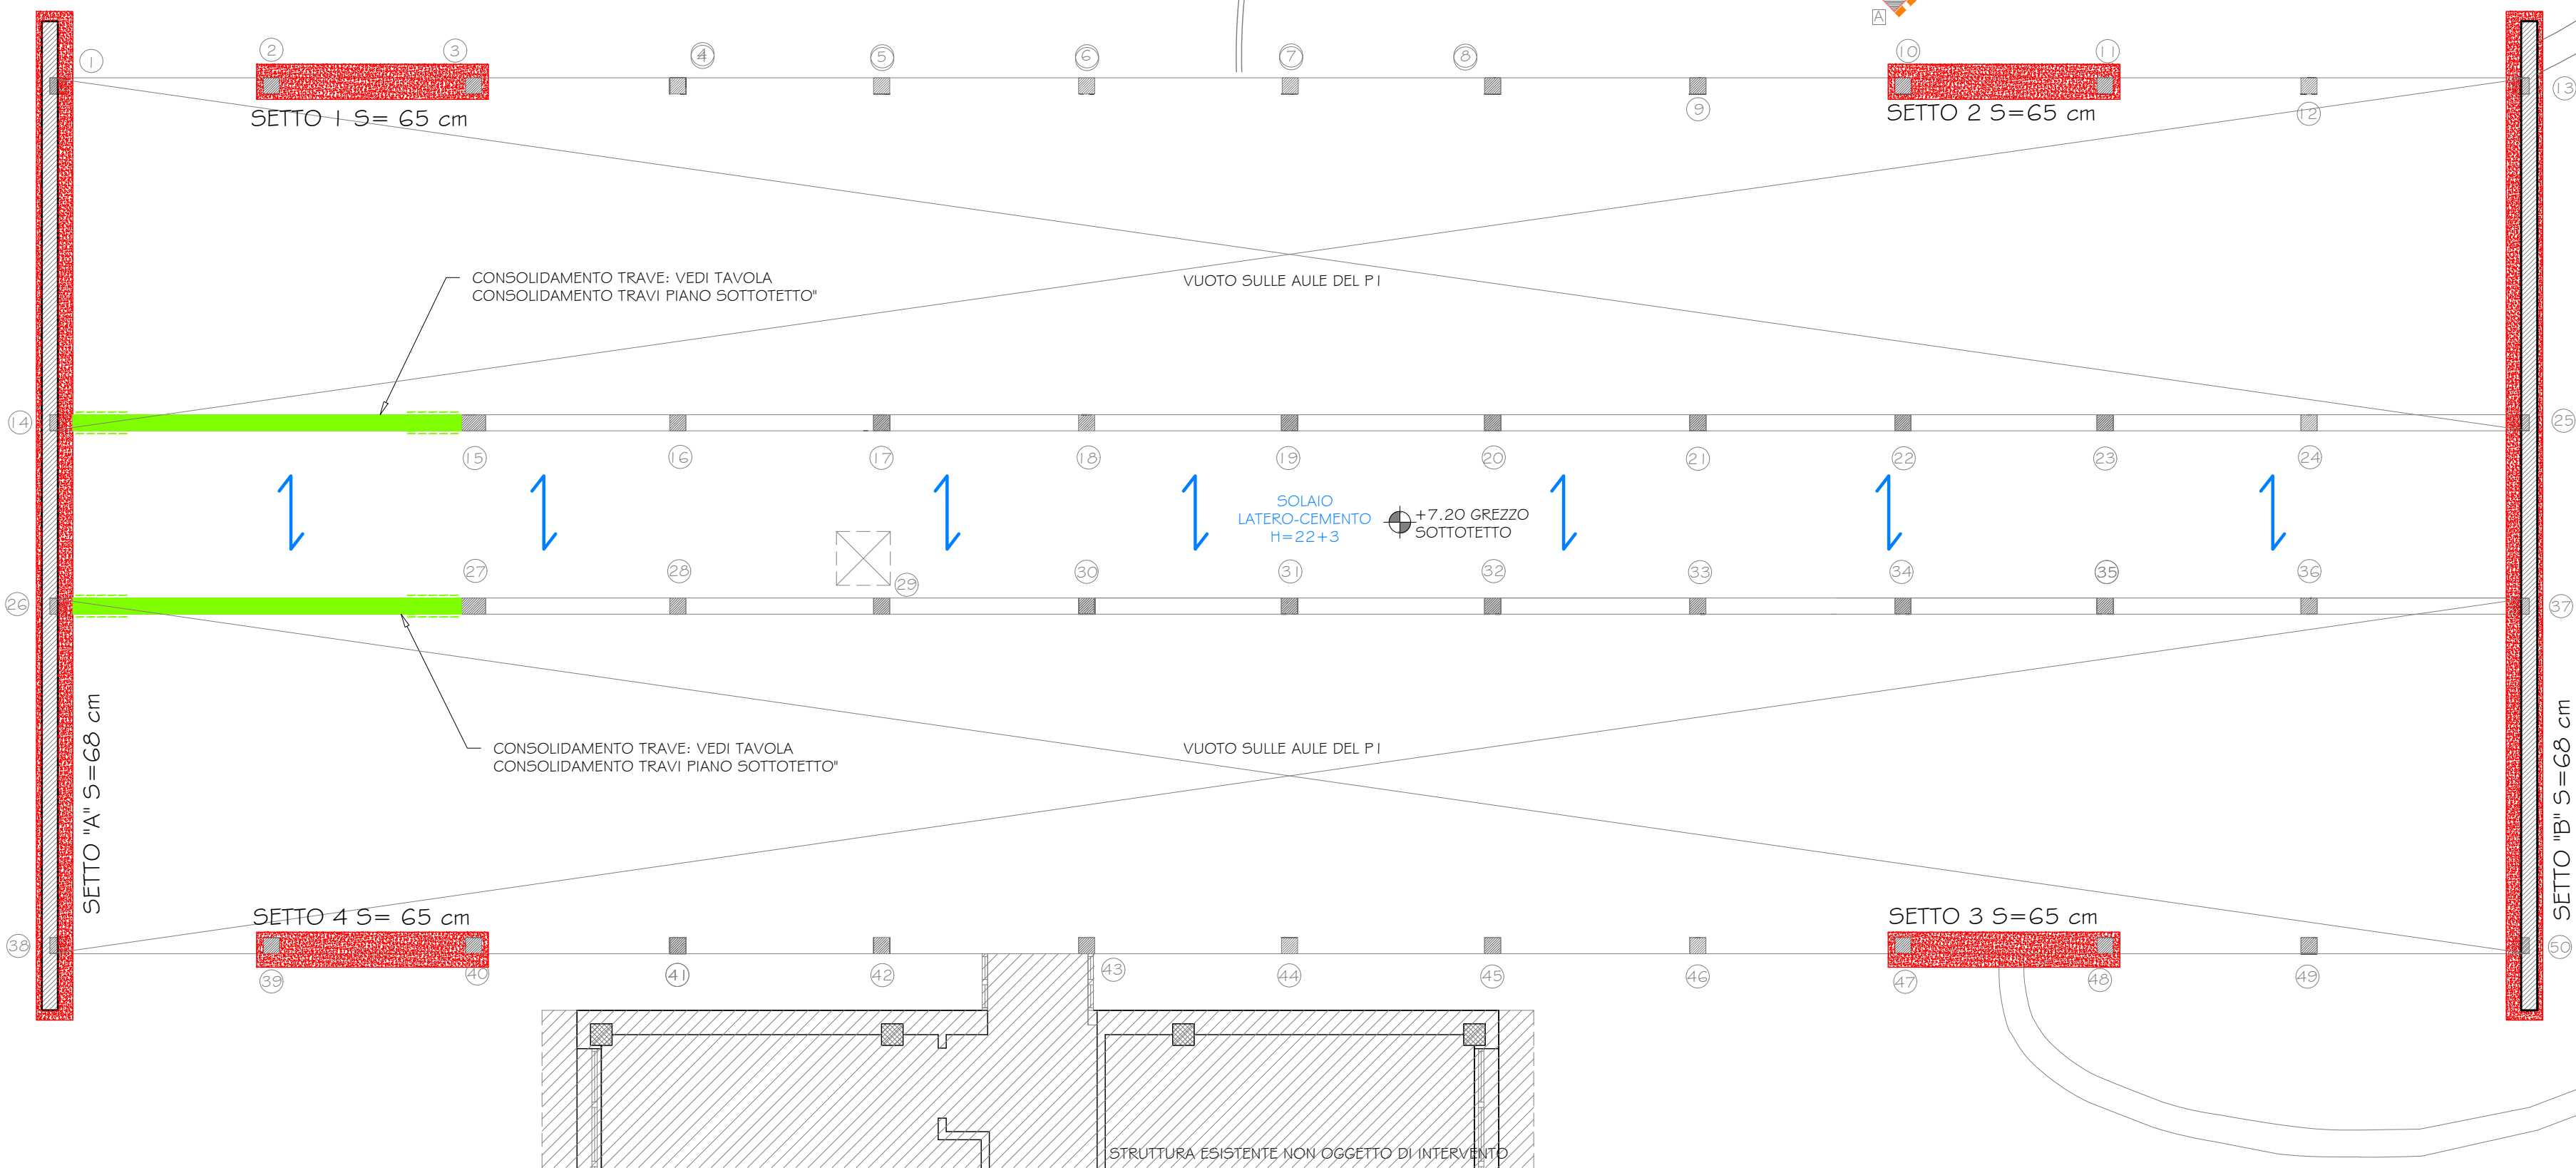 A
1
2
3
4
5
6
7
8
9
10
11
12
13
SETTO 1 S= 65 cm
SETTO 2 S=65 cm
CONSOLIDAMENTO TRAVE: VEDI TAVOLA
CONSOLIDAMENTO TRAVI PIANO SOTTOTETTO"
VUOTO SULLE AULE DEL P1
14
15
16
17
18
19
20
21
22
23
24
25
SOLAIO
LATERO-CEMENTO
H=22+3
+7.20 GREZZO
SOTTOTETTO
26
27
28
29
30
31
32
33
34
35
36
37
SETTO "A" S=68 cm
CONSOLIDAMENTO TRAVE: VEDI TAVOLA
CONSOLIDAMENTO TRAVI PIANO SOTTOTETTO"
VUOTO SULLE AULE DEL P1
SETTO "B" S=68 cm
SETTO 4 S= 65 cm
SETTO 3 S=65 cm
38
39
40
41
42
43
44
45
46
47
48
49
50
STRUTTURA ESISTENTE NON OGGETTO DI INTERVENTO